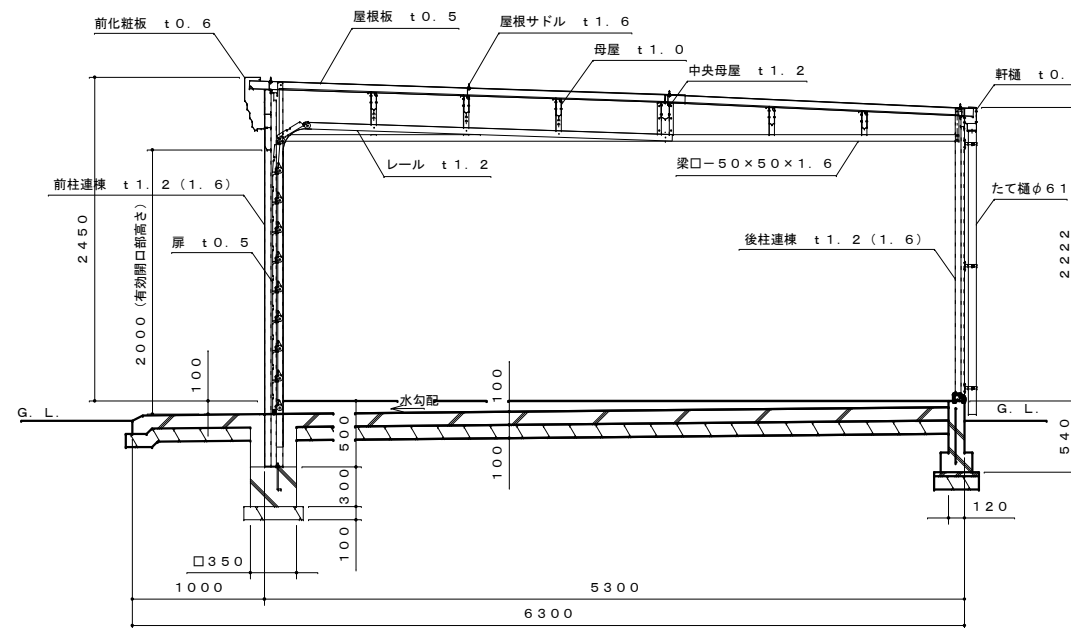 前化粧板 ｔ０．６
屋根板 ｔ０．５
屋根サドル ｔ１．６
母屋 ｔ１．０
中央母屋 ｔ１．２
軒樋 ｔ０．
レール ｔ１．２
梁口－５０×５０×１．６
前柱連棟 ｔ１．２（１．６）
たて樋φ６１
扉 ｔ０．５
後柱連棟 ｔ１．２（１．６）
２４５０
２０００（有効開口部高さ）
２２２２
１００
水勾配
１００
Ｇ．Ｌ．
Ｇ．Ｌ．
５００
１００
５４０
３００
１００
１２０
□３５０
１０００
５３００
６３００